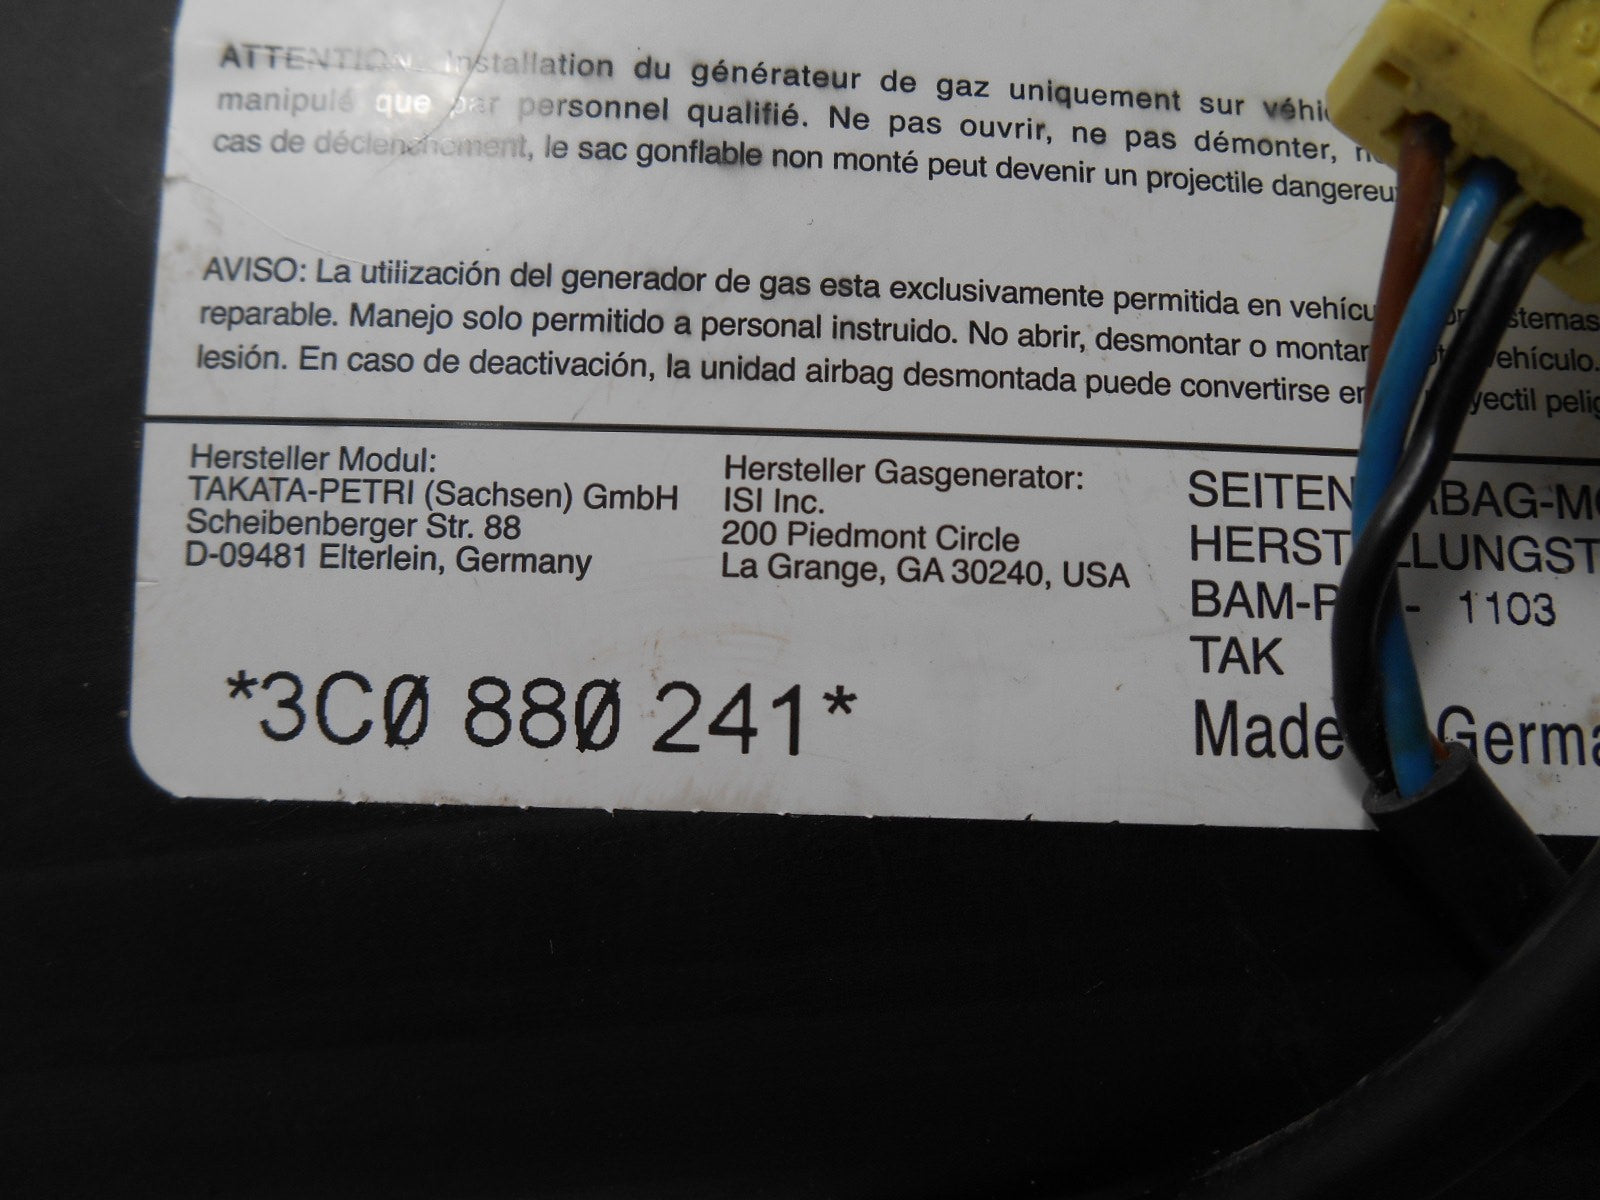 ATTENTION. Installation du générateur de gaz uniquement sur
manipulé que par personnel qualifié. Ne pas ouvrir, ne pas démonter,
cas de déclenchement, le sac gonflable non monté peut devenir un projectile
AVISO: La utilización del generador de gas esta exclusivamente permitida en
reparable. Manejo solo permitido a personal instruido. No abrir, desmontar o montar
lesión. En caso de deactivación, la unidad airbag desmontada puede convertirse
Hersteller Modul:
TAKATA-PETRI (Sachsen) GmbH
Scheibenberger Str. 88
D-09481 Elterlein, Germany
Hersteller Gasgenerator:
ISI Inc.
200 Piedmont Circle
La Grange, GA 30240, USA
*3C0 880 241*
1103
TAK
Made